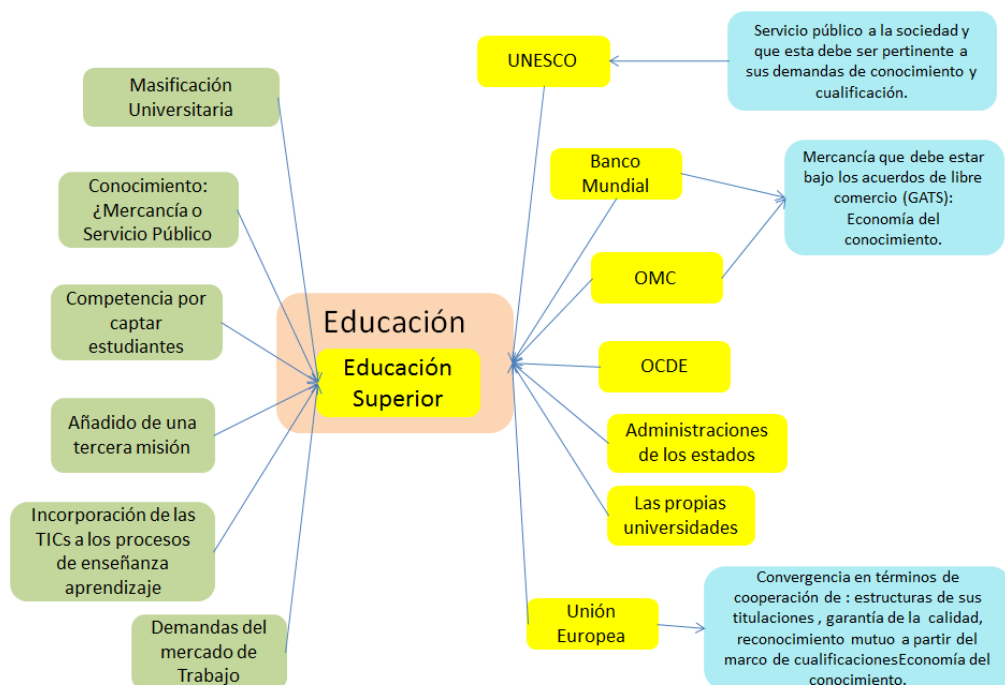 Masificación
Universitaria
Conocimiento:
¿Mercancía o
Servicio Público
Competencia por
captar
estudiantes
Añadido de una
tercera misión
Incorporación de las
TICs a los procesos
de enseñanza
aprendizaje
Demandas del
mercado de
Trabajo
Educación
Educación
Superior
UNESCO
Banco
Mundial
OMC
OCDE
Administraciones
de los estados
Las propias
universidades
Unión
Europea
Servicio público a la sociedad y
que esta debe ser pertinente a
sus demandas de conocimiento y
cualificación.
Mercancía que debe estar
bajo los acuerdos de libre
comercio (GATS):
Economía del
conocimiento.
Convergencia en términos de
cooperación de : estructuras de sus
titulaciones , garantía de la calidad,
reconocimiento mutuo a partir del
marco de cualificacionesEconomía del
conocimiento.